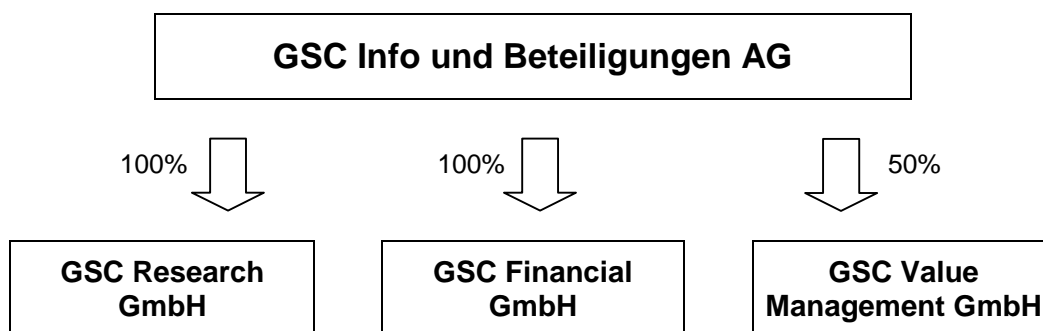 GSC Info und Beteiligungen AG
100%
100%
50%
GSC Research
GmbH
GSC Financial
GmbH
GSC Value
Management GmbH